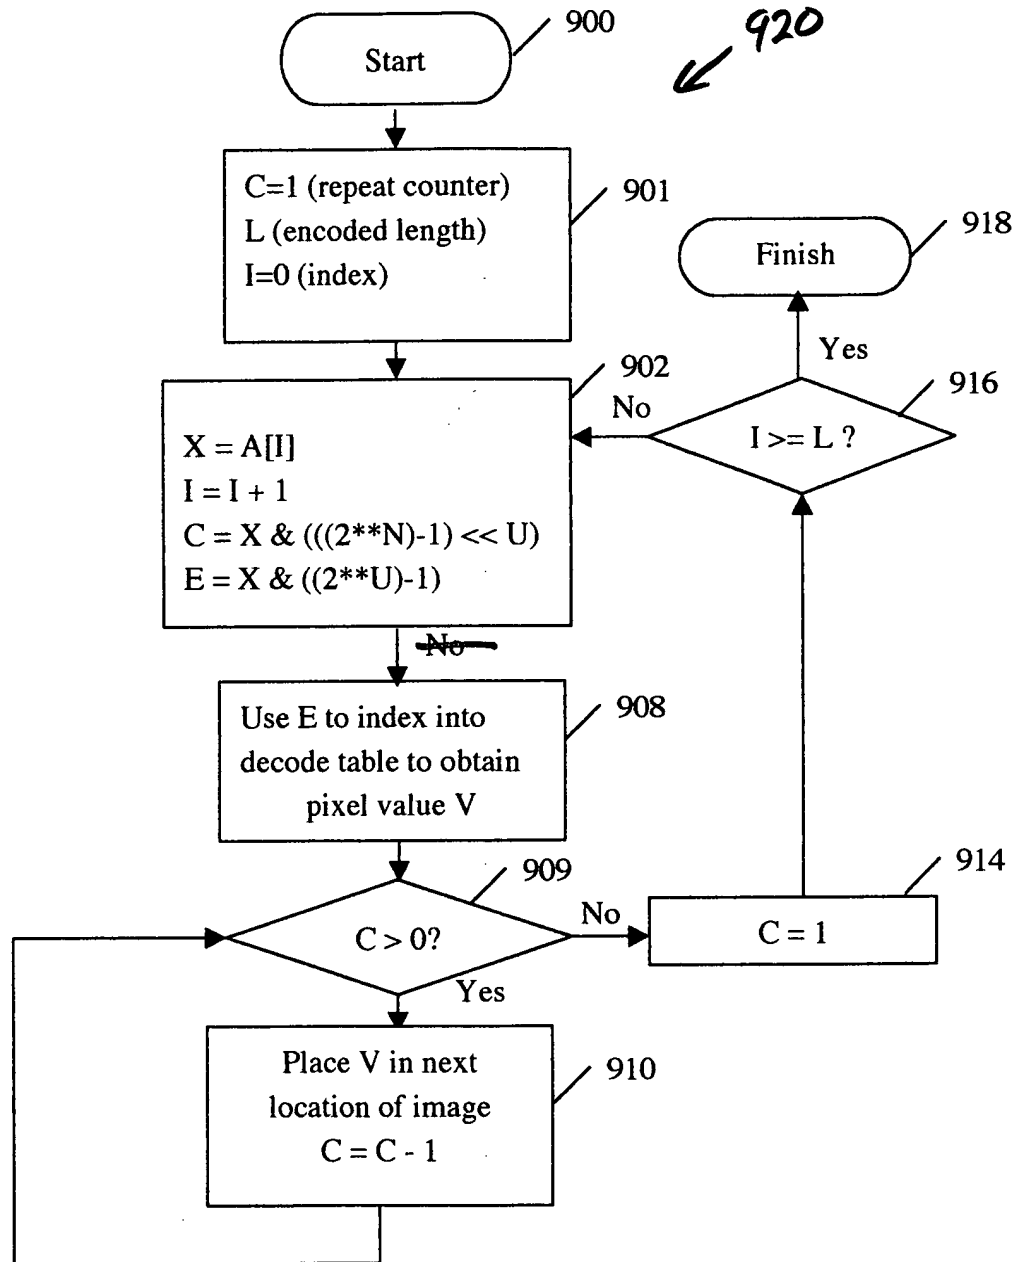 900
920
Start
C=1 (repeat counter)
L (encoded length)
I=0 (index)
901
918
Finish
Yes
902
No
916
I >= L ?
X = A[I]
I = I + 1
C = X & (((2**N)-1) << U)
E = X & ((2**U)-1)
No
Use E to index into
decode table to obtain
pixel value V
908
909
C > 0?
No
914
C = 1
Yes
Place V in next
location of image
C = C - 1
910